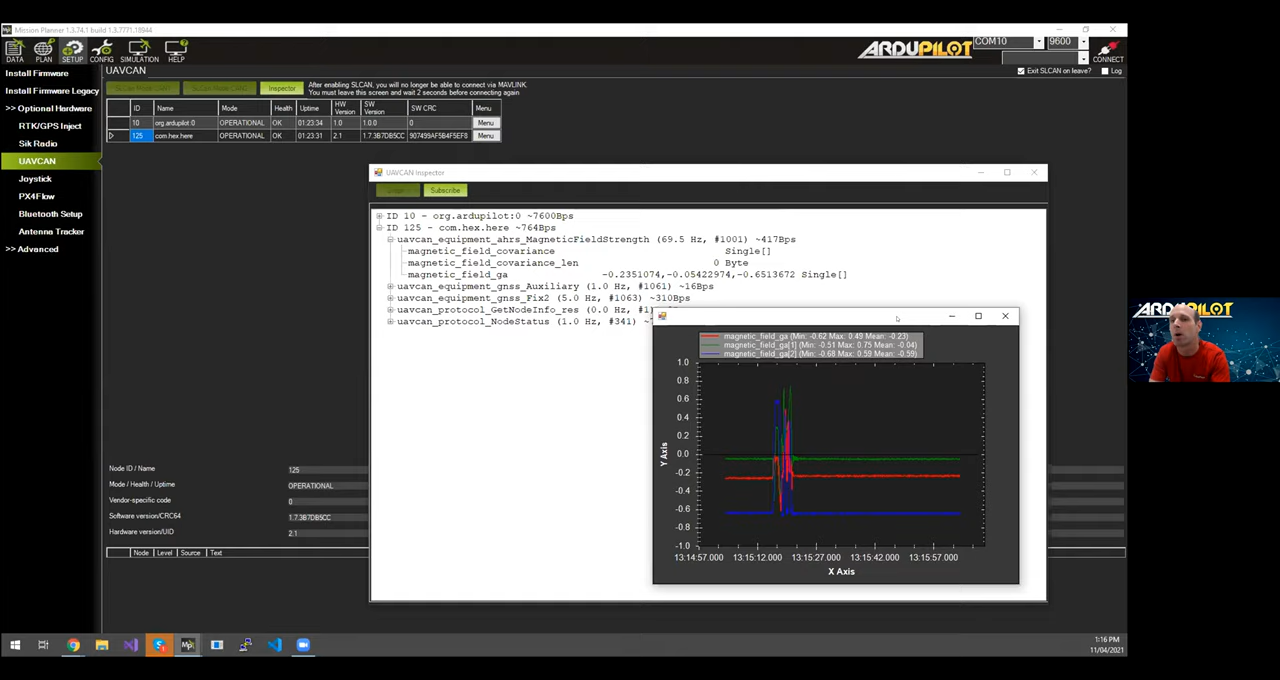 Mission Planner 1.3.74.1 build 1.3.7771.18944
DATA PLAN SETUP CONFIG SIMULATION HELP
ARDUPILOT
COM10 9600
CONNECT
Install Firmware
Install Firmware Legacy
>> Optional Hardware
RTK/GPS Inject
Sik Radio
UAVCAN
Joystick
PX4Flow
Bluetooth Setup
Antenna Tracker
>> Advanced
UAVCAN
Exit SLCAN on leave? Log
Inspector
After enabling SLCAN, you will no longer be able to connect via MAVLINK.
You must leave this screen and wait 2 seconds before connecting again
ID Name Mode Health Uptime HW Version SW Version SW CRC Menu
10 org.ardupilot:0 OPERATIONAL OK 01:23:34 1.0 1.0.0 0 Menu
125 com.hex.here OPERATIONAL OK 01:23:31 2.1 1.7.3B7DB5CC 907499AF5B4F5EF8 Menu
UAVCAN Inspector
Subscribe
ID 10 - org.ardupilot:0 ~7600Bps
ID 125 - com.hex.here ~764Bps
uavcan_equipment_ahrs_MagneticFieldStrength (69.5 Hz, #1001) ~417Bps
magnetic_field_covariance Single[]
magnetic_field_covariance_len 0 Byte
magnetic_field_ga -0.2351074,-0.05422974,-0.6513672 Single[]
uavcan_equipment_gnss_Auxiliary (1.0 Hz, #1061) ~16Bps
uavcan_equipment_gnss_Fix2 (5.0 Hz, #1063) ~310Bps
uavcan_protocol_GetNodeInfo_res (0.0 Hz, #1
uavcan_protocol_NodeStatus (1.0 Hz, #341) ~
magnetic_field_ga (Min: -0.62 Max: 0.49 Mean: -0.23)
magnetic_field_ga[1] (Min: -0.51 Max: 0.75 Mean: -0.04)
magnetic_field_ga[2] (Min: -0.68 Max: 0.59 Mean: -0.59)
1.0
0.8
0.6
0.4
0.2
0.0
-0.2
-0.4
-0.6
-0.8
-1.0
Y Axis
13:14:57.000 13:15:12.000 13:15:27.000 13:15:42.000 13:15:57.000
X Axis
Node ID / Name 125
Mode / Health / Uptime OPERATIONAL
Vendor-specific code 0
Software version/CRC64 1.7.3B7DB5CC
Hardware version/UID 2.1
Node Level Source Text
ARDUPILOT
1:16 PM
11/04/2021